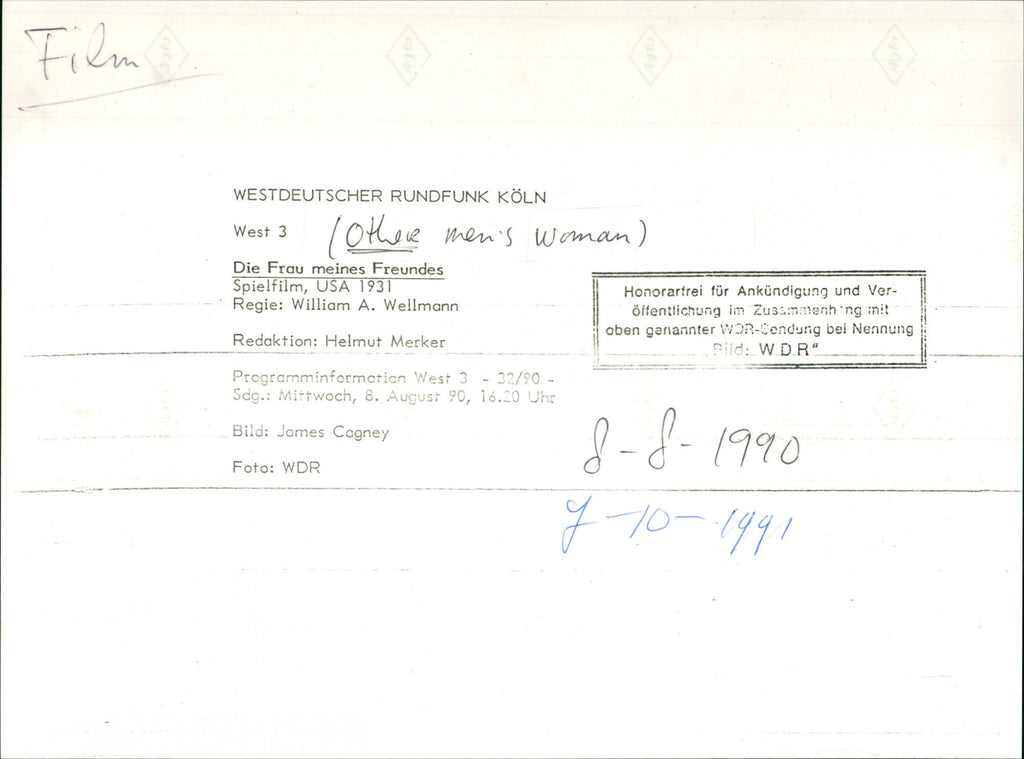 Film
WESTDEUTSCHER RUNDFUNK KÖLN
West 3 (Other men's woman)
Die Frau meines Freundes
Spielfilm, USA 1931
Regie: William A. Wellmann
Redaktion: Helmut Merker
Programminformation West 3 - 32/90 -
Sdg.: Mittwoch, 8. August 90, 16.20 Uhr
Bild: James Cagney
Foto: WDR
Honorarfrei für Ankündigung und Ver-
öffentlichung im Zusammenhang mit
oben genannter WDR-Sendung bei Nennung
„Bild: WDR"
8-8-1990
7-10-1991